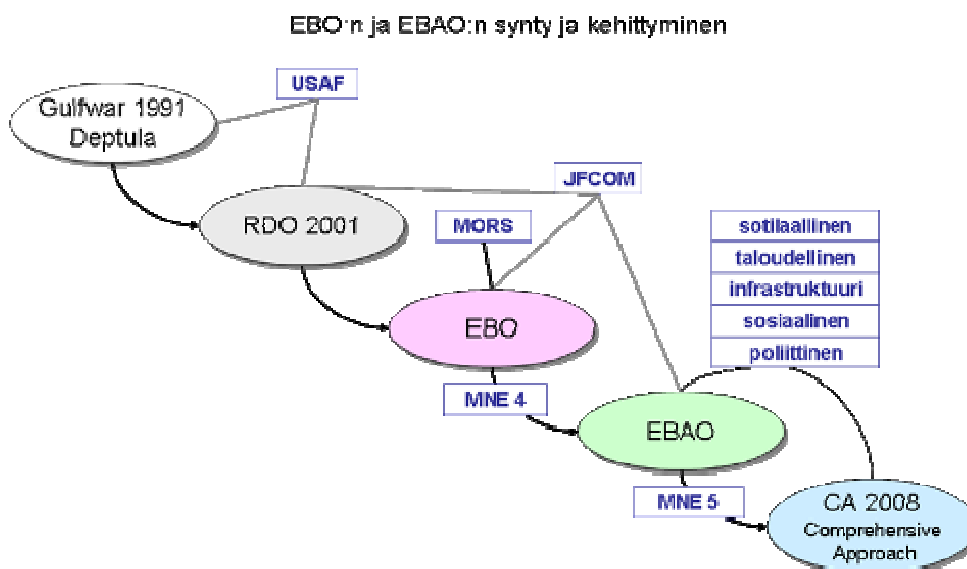 EBO:n ja EBAO:n synty ja kehittyminen
USAF
Gulfwar 1991
Deptula
JFCOM
RDO 2001
MORS
sotilaallinen
taloudellinen
infrastruktuuri
sosiaalinen
poliittinen
EBO
MNE 4
EBAO
MNE 5
CA 2008
Comprehensive
Approach